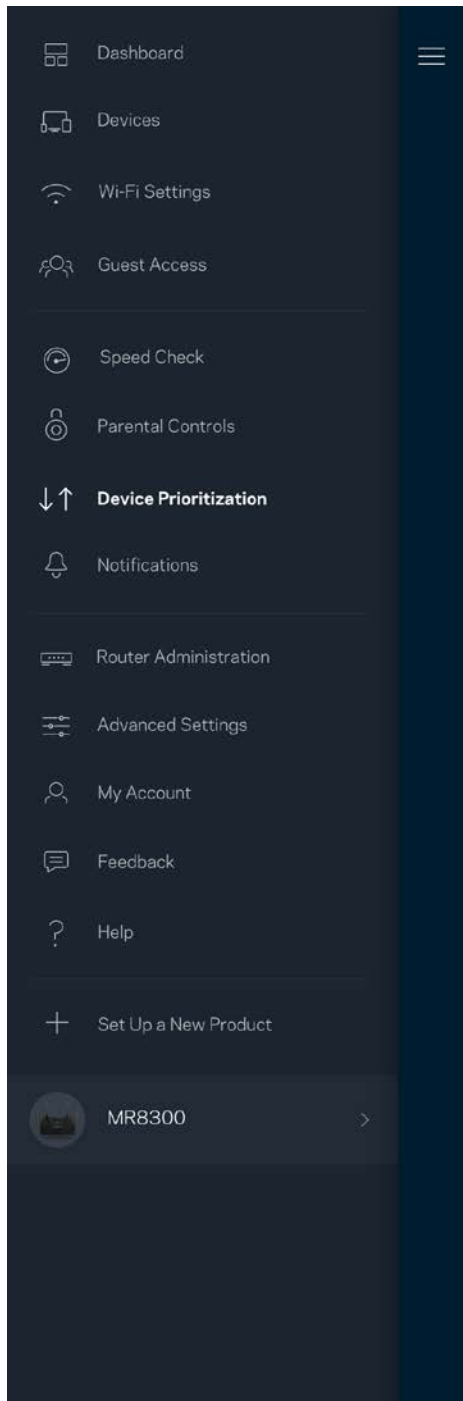 Dashboard
Devices
Wi-Fi Settings
Guest Access
Speed Check
Parental Controls
Device Prioritization
Notifications
Router Administration
Advanced Settings
My Account
Feedback
Help
Set Up a New Product
MR8300